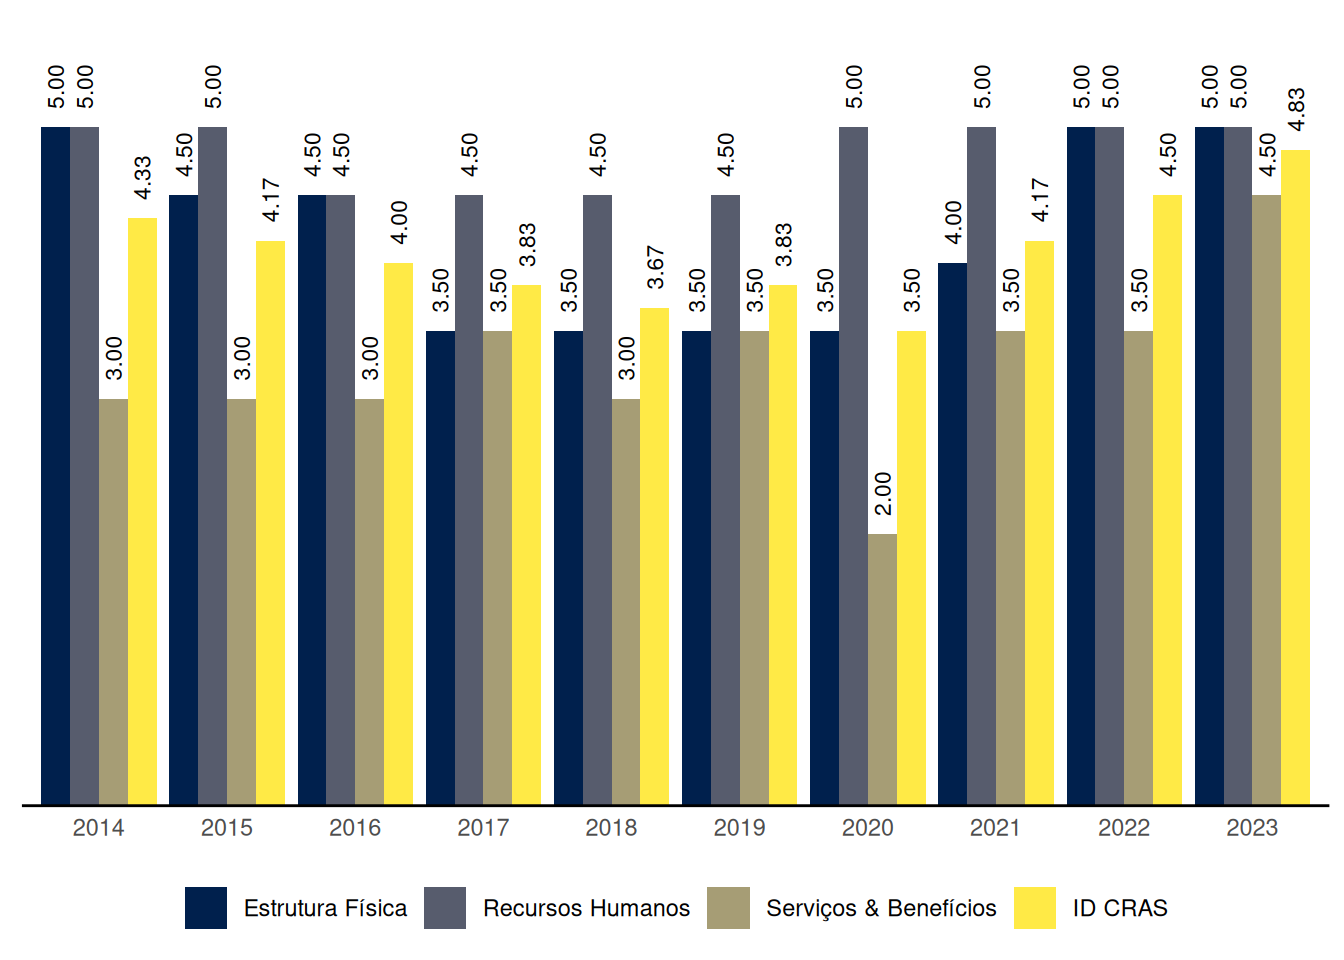 5.00 5.00 3.00 4.33 4.50 5.00 3.00 4.17 4.50 4.50 3.00 4.00 3.50 4.50 3.50 3.83 3.50 4.50 3.00 3.67 3.50 4.50 3.50 3.83 3.50 5.00 2.00 3.50 4.00 5.00 3.50 4.17 5.00 5.00 3.50 4.50 5.00 5.00 4.50 4.83
2014 2015 2016 2017 2018 2019 2020 2021 2022 2023
Estrutura Física Recursos Humanos Serviços & Benefícios ID CRAS